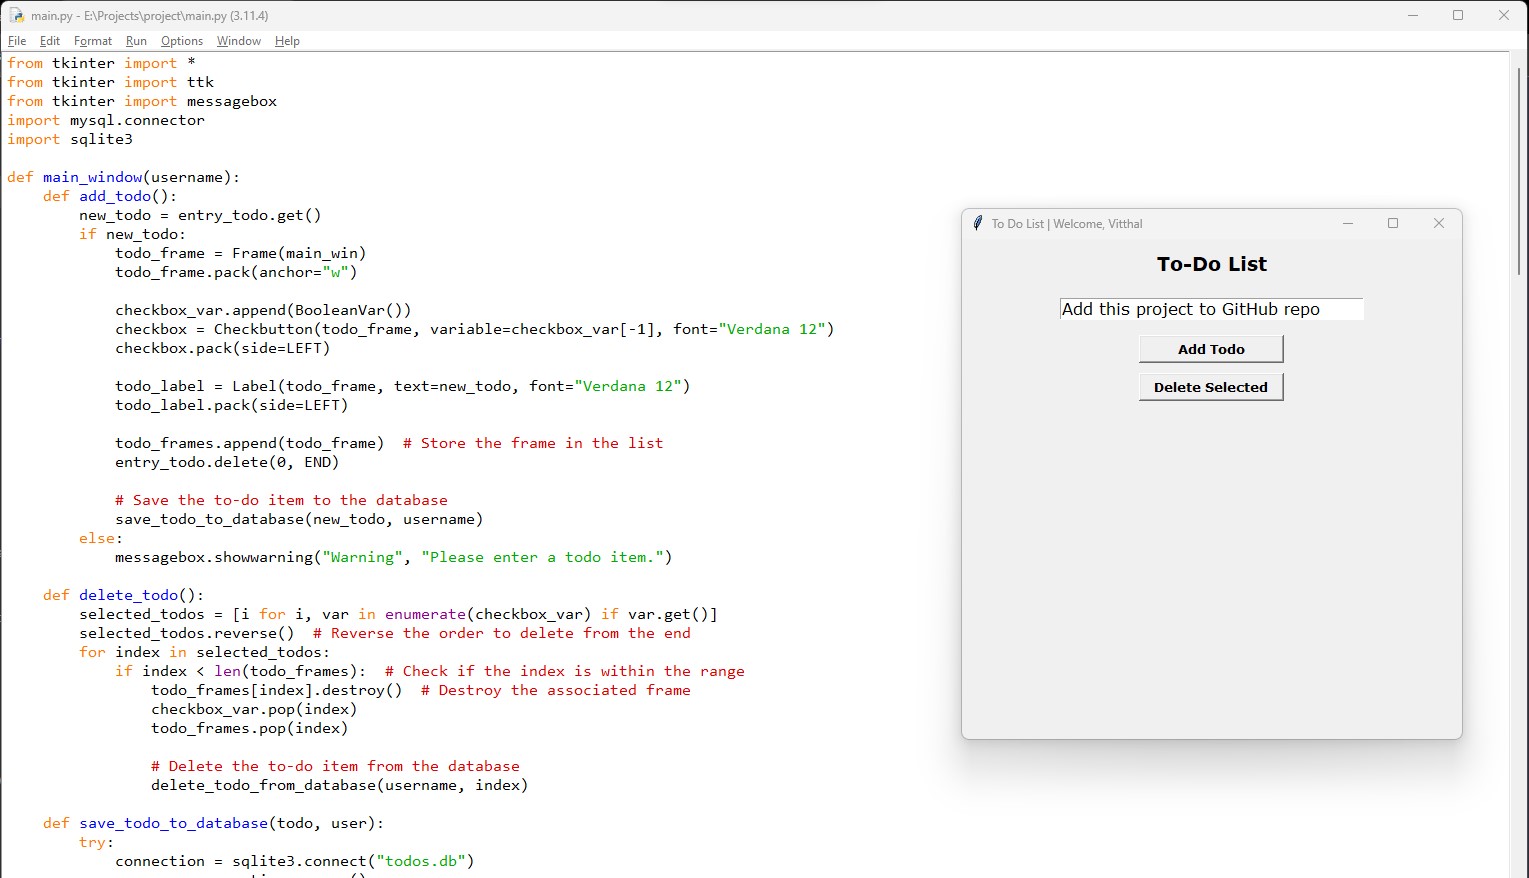 main.py - E:\Projects\project\main.py (3.11.4)
File Edit Format Run Options Window Help
from tkinter import *
from tkinter import ttk
from tkinter import messagebox
import mysql.connector
import sqlite3
def main_window(username):
    def add_todo():
        new_todo = entry_todo.get()
        if new_todo:
            todo_frame = Frame(main_win)
            todo_frame.pack(anchor="w")
            checkbox_var.append(BooleanVar())
            checkbox = Checkbutton(todo_frame, variable=checkbox_var[-1], font="Verdana 12")
            checkbox.pack(side=LEFT)
            todo_label = Label(todo_frame, text=new_todo, font="Verdana 12")
            todo_label.pack(side=LEFT)
            todo_frames.append(todo_frame)  # Store the frame in the list
            entry_todo.delete(0, END)
            # Save the to-do item to the database
            save_todo_to_database(new_todo, username)
        else:
            messagebox.showwarning("Warning", "Please enter a todo item.")
    def delete_todo():
        selected_todos = [i for i, var in enumerate(checkbox_var) if var.get()]
        selected_todos.reverse()  # Reverse the order to delete from the end
        for index in selected_todos:
            if index < len(todo_frames):  # Check if the index is within the range
                todo_frames[index].destroy()  # Destroy the associated frame
                checkbox_var.pop(index)
                todo_frames.pop(index)
                # Delete the to-do item from the database
                delete_todo_from_database(username, index)
    def save_todo_to_database(todo, user):
        try:
            connection = sqlite3.connect("todos.db")
To Do List | Welcome, Vitthal
To-Do List
Add this project to GitHub repo
Add Todo
Delete Selected